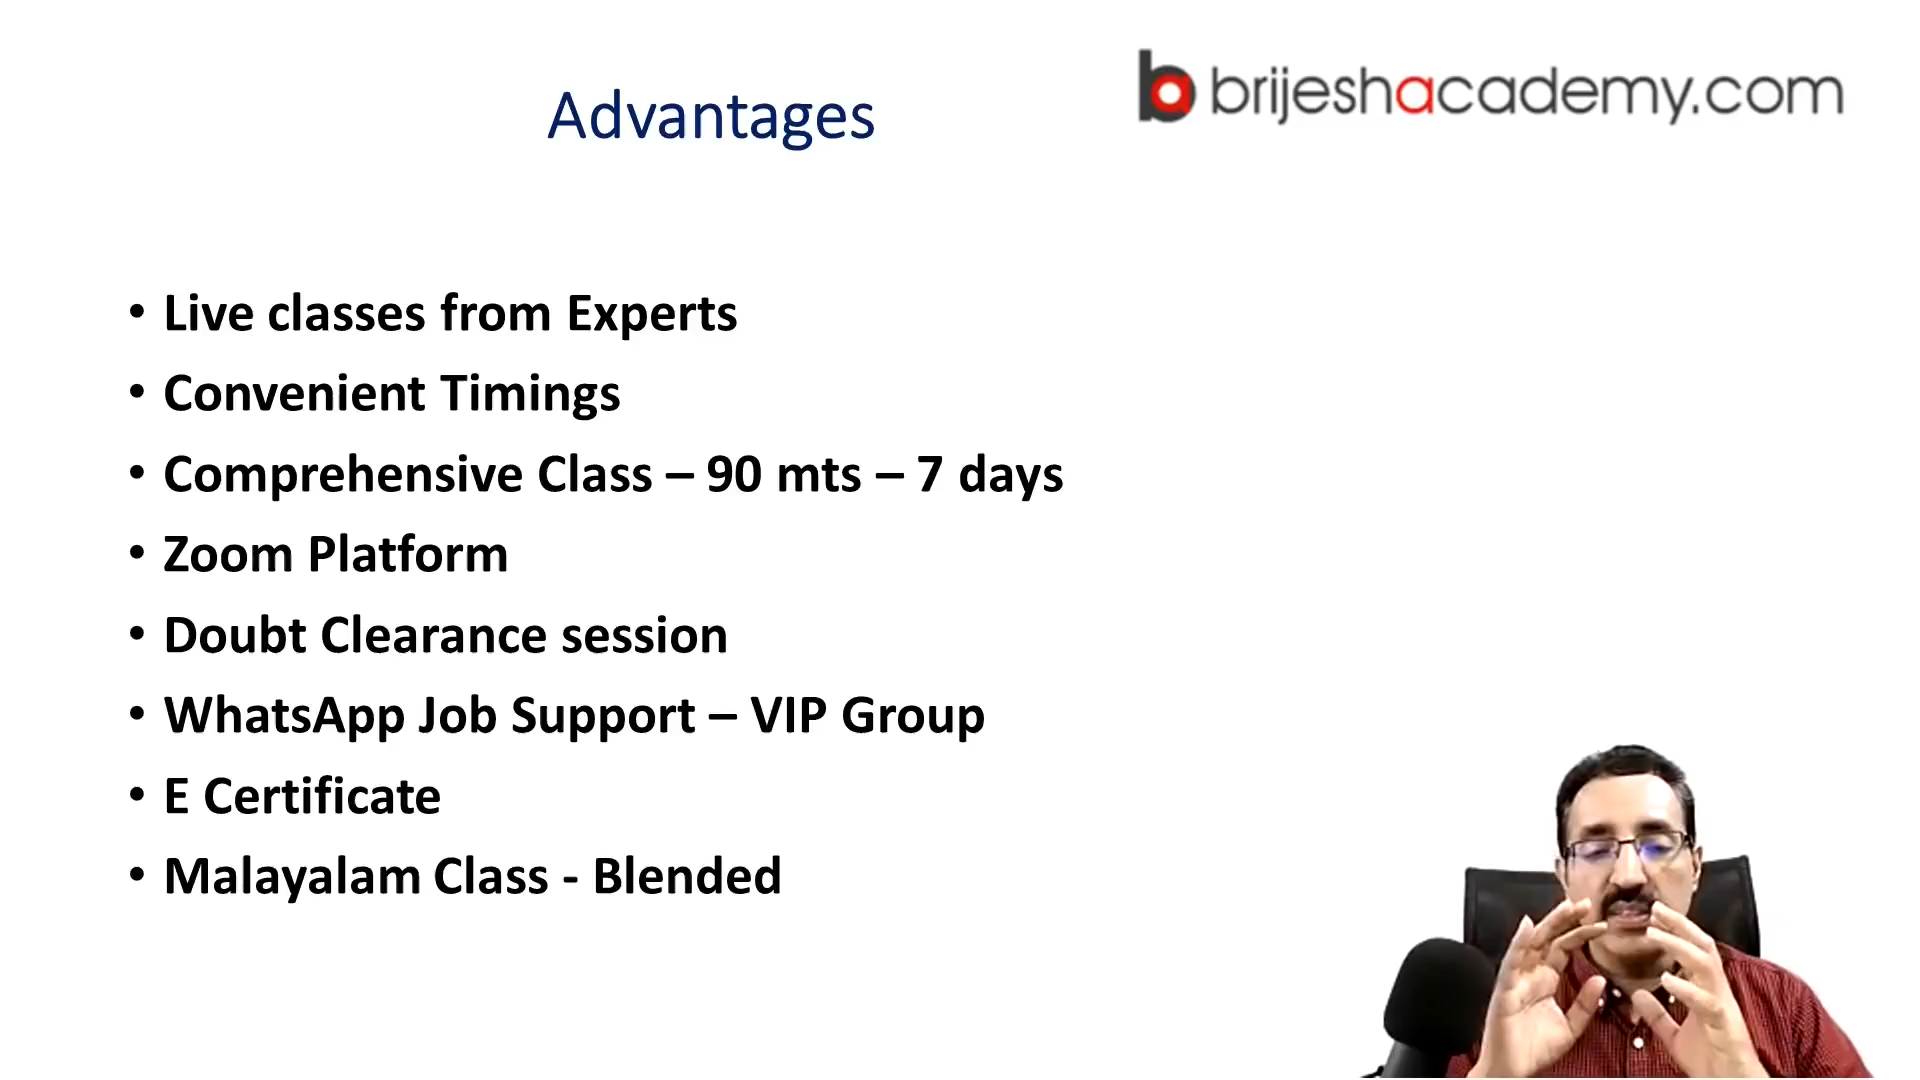 Advantages
brijeshacademy.com
• Live classes from Experts
• Convenient Timings
• Comprehensive Class – 90 mts – 7 days
• Zoom Platform
• Doubt Clearance session
• WhatsApp Job Support – VIP Group
• E Certificate
• Malayalam Class - Blended